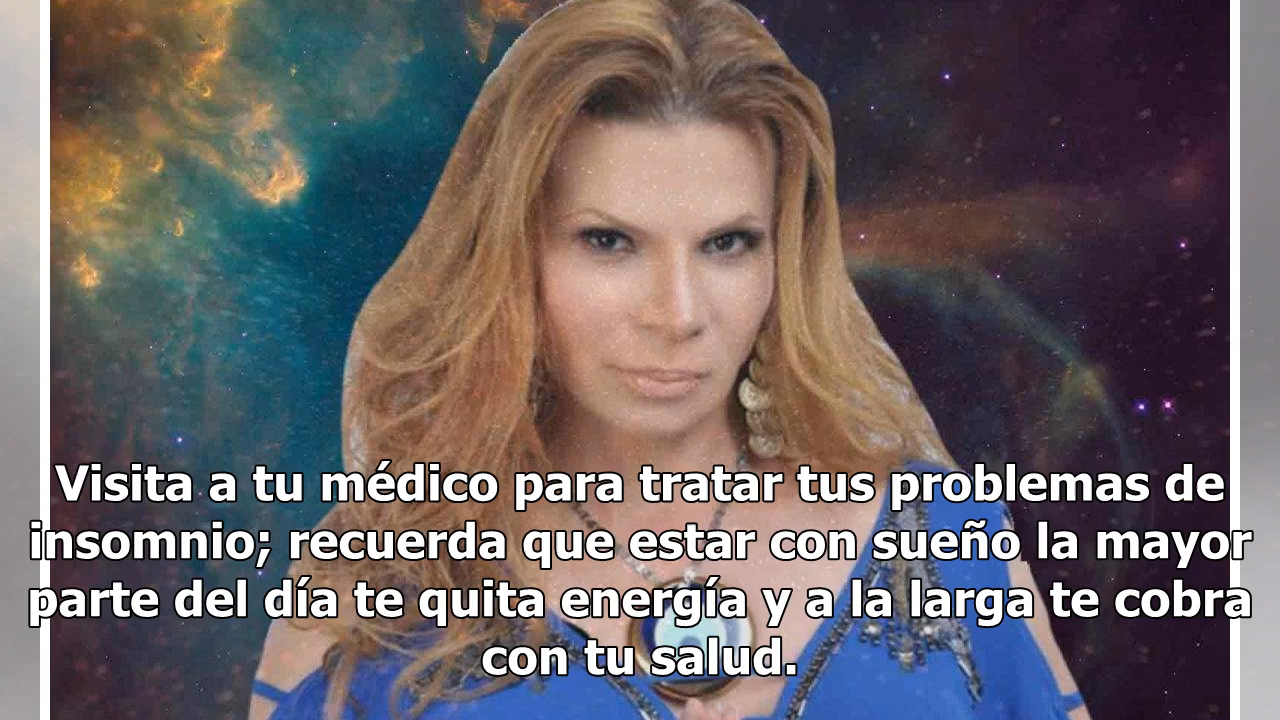 Visita a tu médico para tratar tus problemas de
insomnio; recuerda que estar con sueño la mayor
parte del día te quita energía y a la larga te cobra
con tu salud.